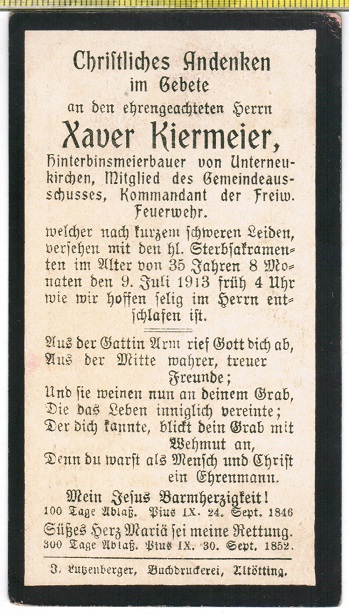 Christliches Andenken
im Gebete
an den ehrengeachteten Herrn
Xaver Kiermeier,
Hinterbinsmeierbauer von Unterneu-
kirchen, Mitglied des Gemeindeaus-
schusses, Kommandant der Freiw.
Feuerwehr.
welcher nach kurzem schweren Leiden,
versehen mit den hl. Sterbsakramen-
ten im Alter von 35 Jahren 8 Mo-
naten den 9. Juli 1913 früh 4 Uhr
wie wir hoffen selig im Herrn ent-
schlafen ist.
Aus der Gattin Arm rief Gott dich ab,
Aus der Mitte wahrer, treuer
Freunde;
Und sie weinen nun an deinem Grab,
Die das Leben inniglich vereinte;
Der dich kannte, blickt dein Grab mit
Wehmut an,
Denn du warst als Mensch und Christ
ein Ehrenmann.
Mein Jesus Barmherzigkeit!
100 Tage Ablaß. Pius IX. 24. Sept. 1846
Süßes Herz Mariä sei meine Rettung.
300 Tage Ablaß. Pius IX. 30. Sept. 1852.
J. Lutzenberger, Buchdruckerei, Altötting.